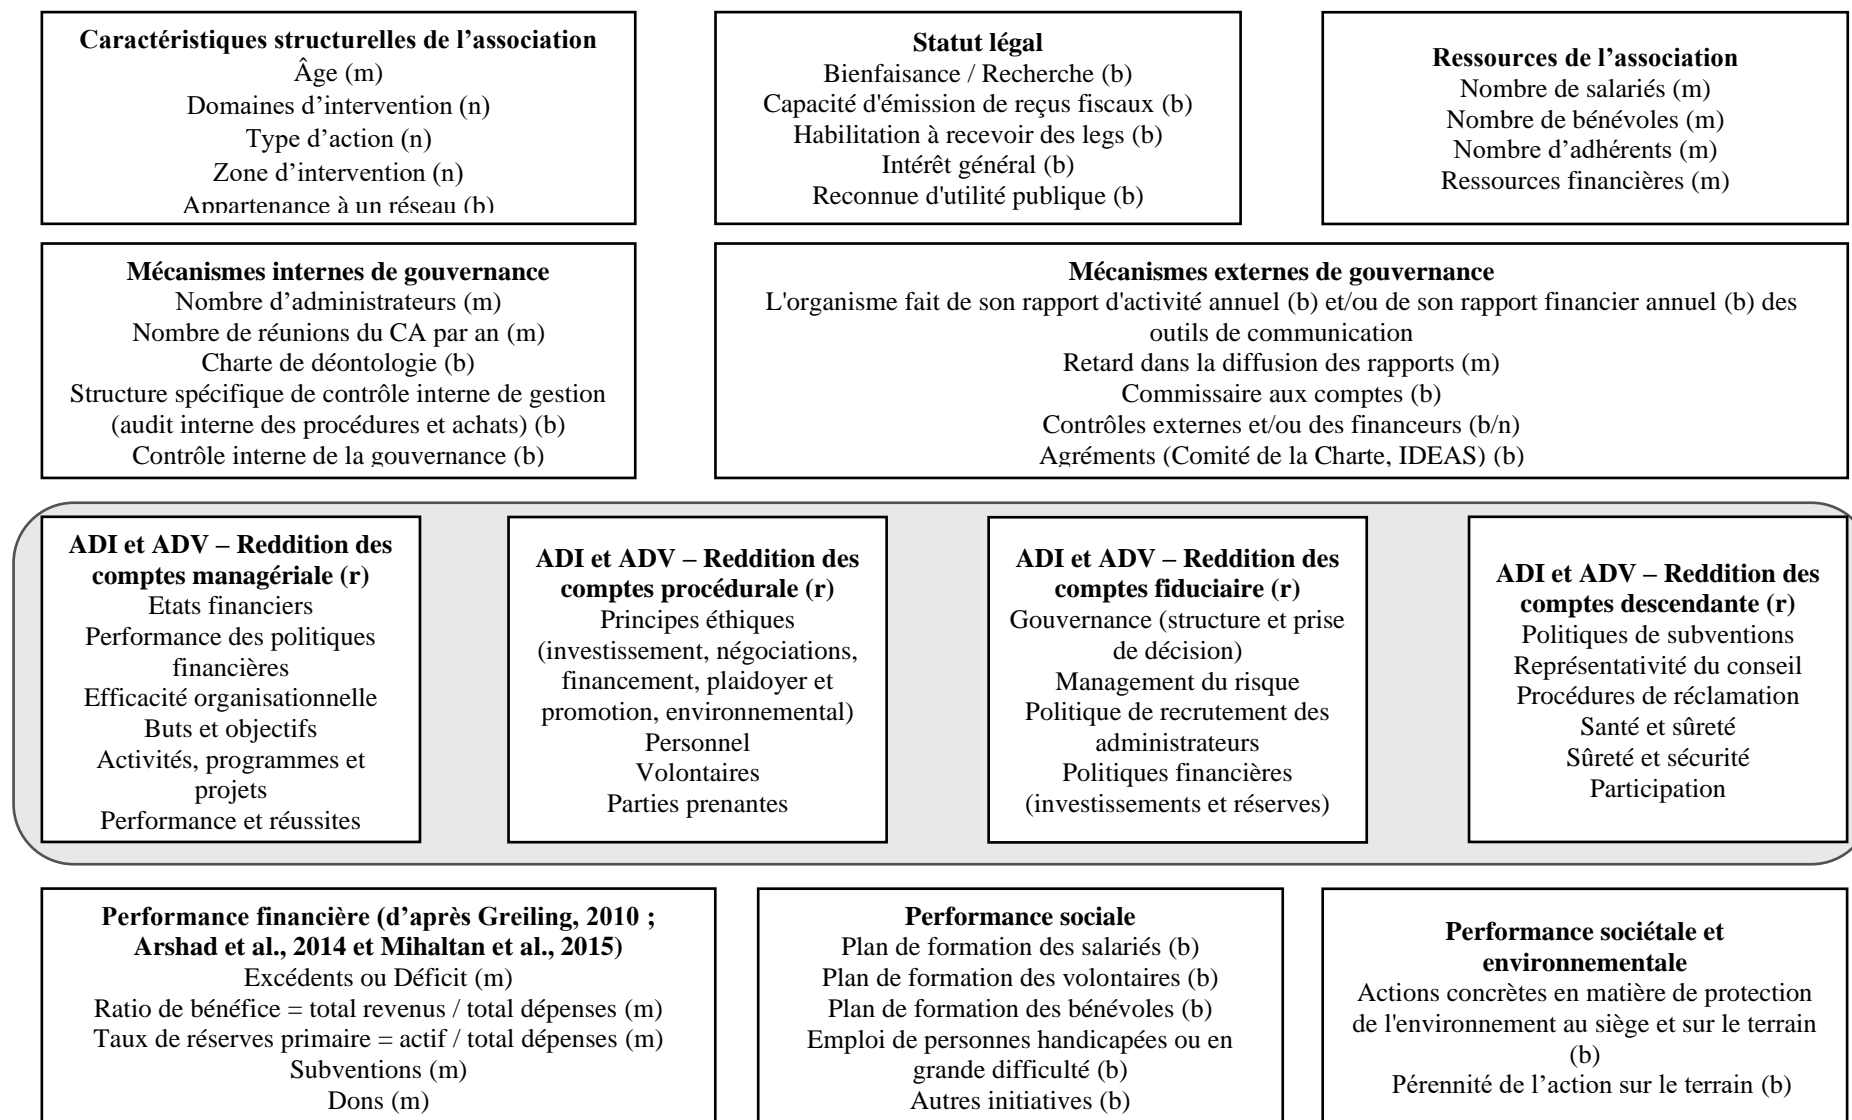 Caractéristiques structurelles de l’association
Âge (m)
Domaines d’intervention (n)
Type d’action (n)
Zone d’intervention (n)
Appartenance à un réseau (b)
Statut légal
Bienfaisance / Recherche (b)
Capacité d'émission de reçus fiscaux (b)
Habilitation à recevoir des legs (b)
Intérêt général (b)
Reconnue d'utilité publique (b)
Ressources de l’association
Nombre de salariés (m)
Nombre de bénévoles (m)
Nombre d’adhérents (m)
Ressources financières (m)
Mécanismes internes de gouvernance
Nombre d’administrateurs (m)
Nombre de réunions du CA par an (m)
Charte de déontologie (b)
Structure spécifique de contrôle interne de gestion
(audit interne des procédures et achats) (b)
Contrôle interne de la gouvernance (b)
Mécanismes externes de gouvernance
L'organisme fait de son rapport d'activité annuel (b) et/ou de son rapport financier annuel (b) des
outils de communication
Retard dans la diffusion des rapports (m)
Commissaire aux comptes (b)
Contrôles externes et/ou des financeurs (b/n)
Agréments (Comité de la Charte, IDEAS) (b)
ADI et ADV – Reddition des
comptes managériale (r)
Etats financiers
Performance des politiques
financières
Efficacité organisationnelle
Buts et objectifs
Activités, programmes et
projets
Performance et réussites
ADI et ADV – Reddition des
comptes procédurale (r)
Principes éthiques
(investissement, négociations,
financement, plaidoyer et
promotion, environnemental)
Personnel
Volontaires
Parties prenantes
ADI et ADV – Reddition des
comptes fiduciaire (r)
Gouvernance (structure et prise
de décision)
Management du risque
Politique de recrutement des
administrateurs
Politiques financières
(investissements et réserves)
ADI et ADV – Reddition des
comptes descendante (r)
Politiques de subventions
Représentativité du conseil
Procédures de réclamation
Santé et sûreté
Sûreté et sécurité
Participation
Performance financière (d’après Greiling, 2010 ;
Arshad et al., 2014 et Mihaltan et al., 2015)
Excédents ou Déficit (m)
Ratio de bénéfice = total revenus / total dépenses (m)
Taux de réserves primaire = actif / total dépenses (m)
Subventions (m)
Dons (m)
Performance sociale
Plan de formation des salariés (b)
Plan de formation des volontaires (b)
Plan de formation des bénévoles (b)
Emploi de personnes handicapées ou en
grande difficulté (b)
Autres initiatives (b)
Performance sociétale et
environnementale
Actions concrètes en matière de protection
de l'environnement au siège et sur le terrain
(b)
Pérennité de l’action sur le terrain (b)